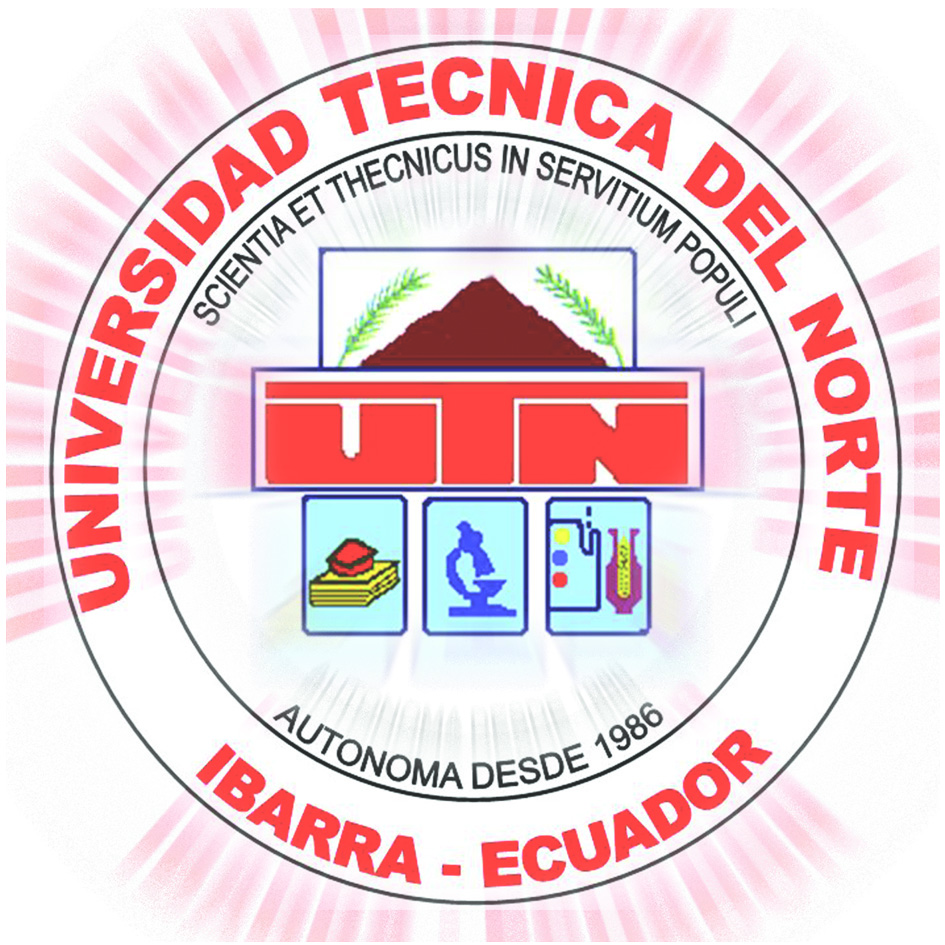 UNIVERSIDAD TECNICA DEL NORTE
SCIENTIA ET THECNICUS IN SERVITIUM POPULI
UTN
AUTONOMA DESDE 1986
IBARRA - ECUADOR